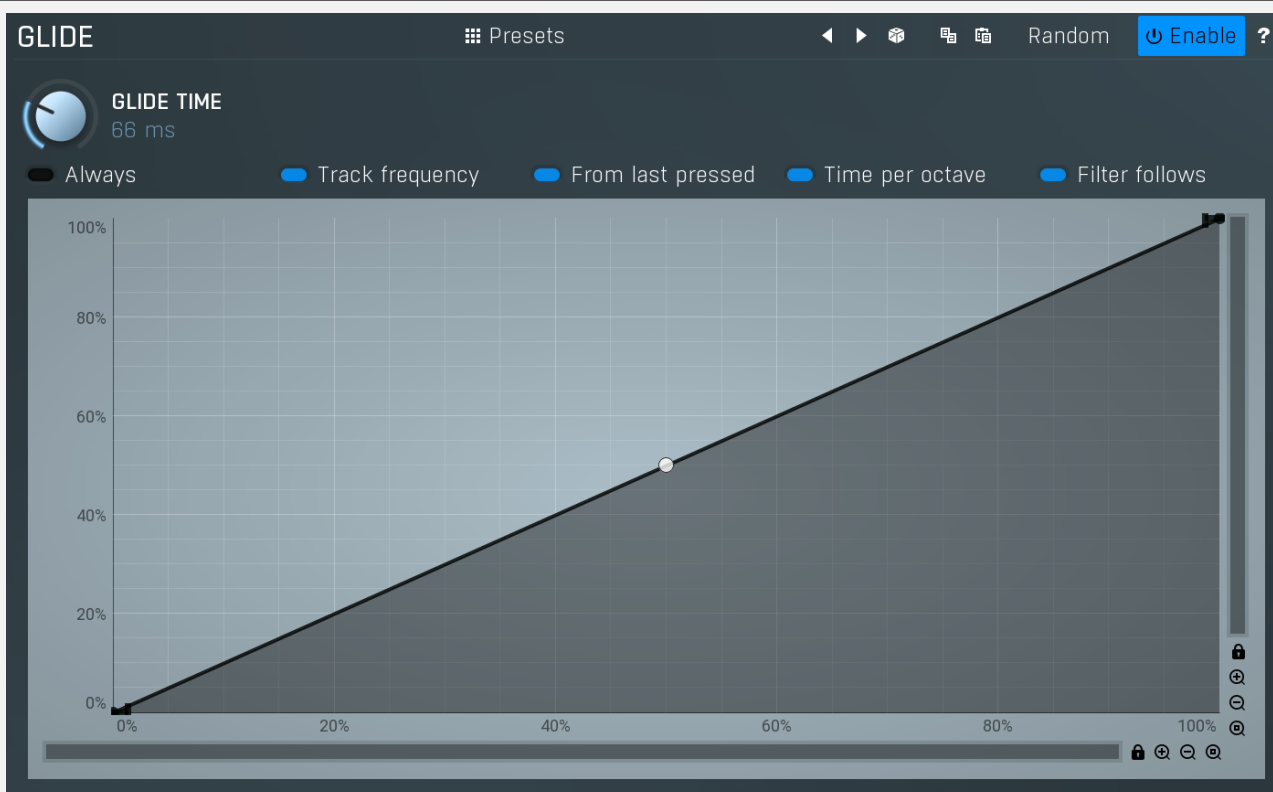 GLIDE Presets Random Enable ?
GLIDE TIME
66 ms
Always Track frequency From last pressed Time per octave Filter follows
100%
80%
60%
40%
20%
0%
0% 20% 40% 60% 80% 100%